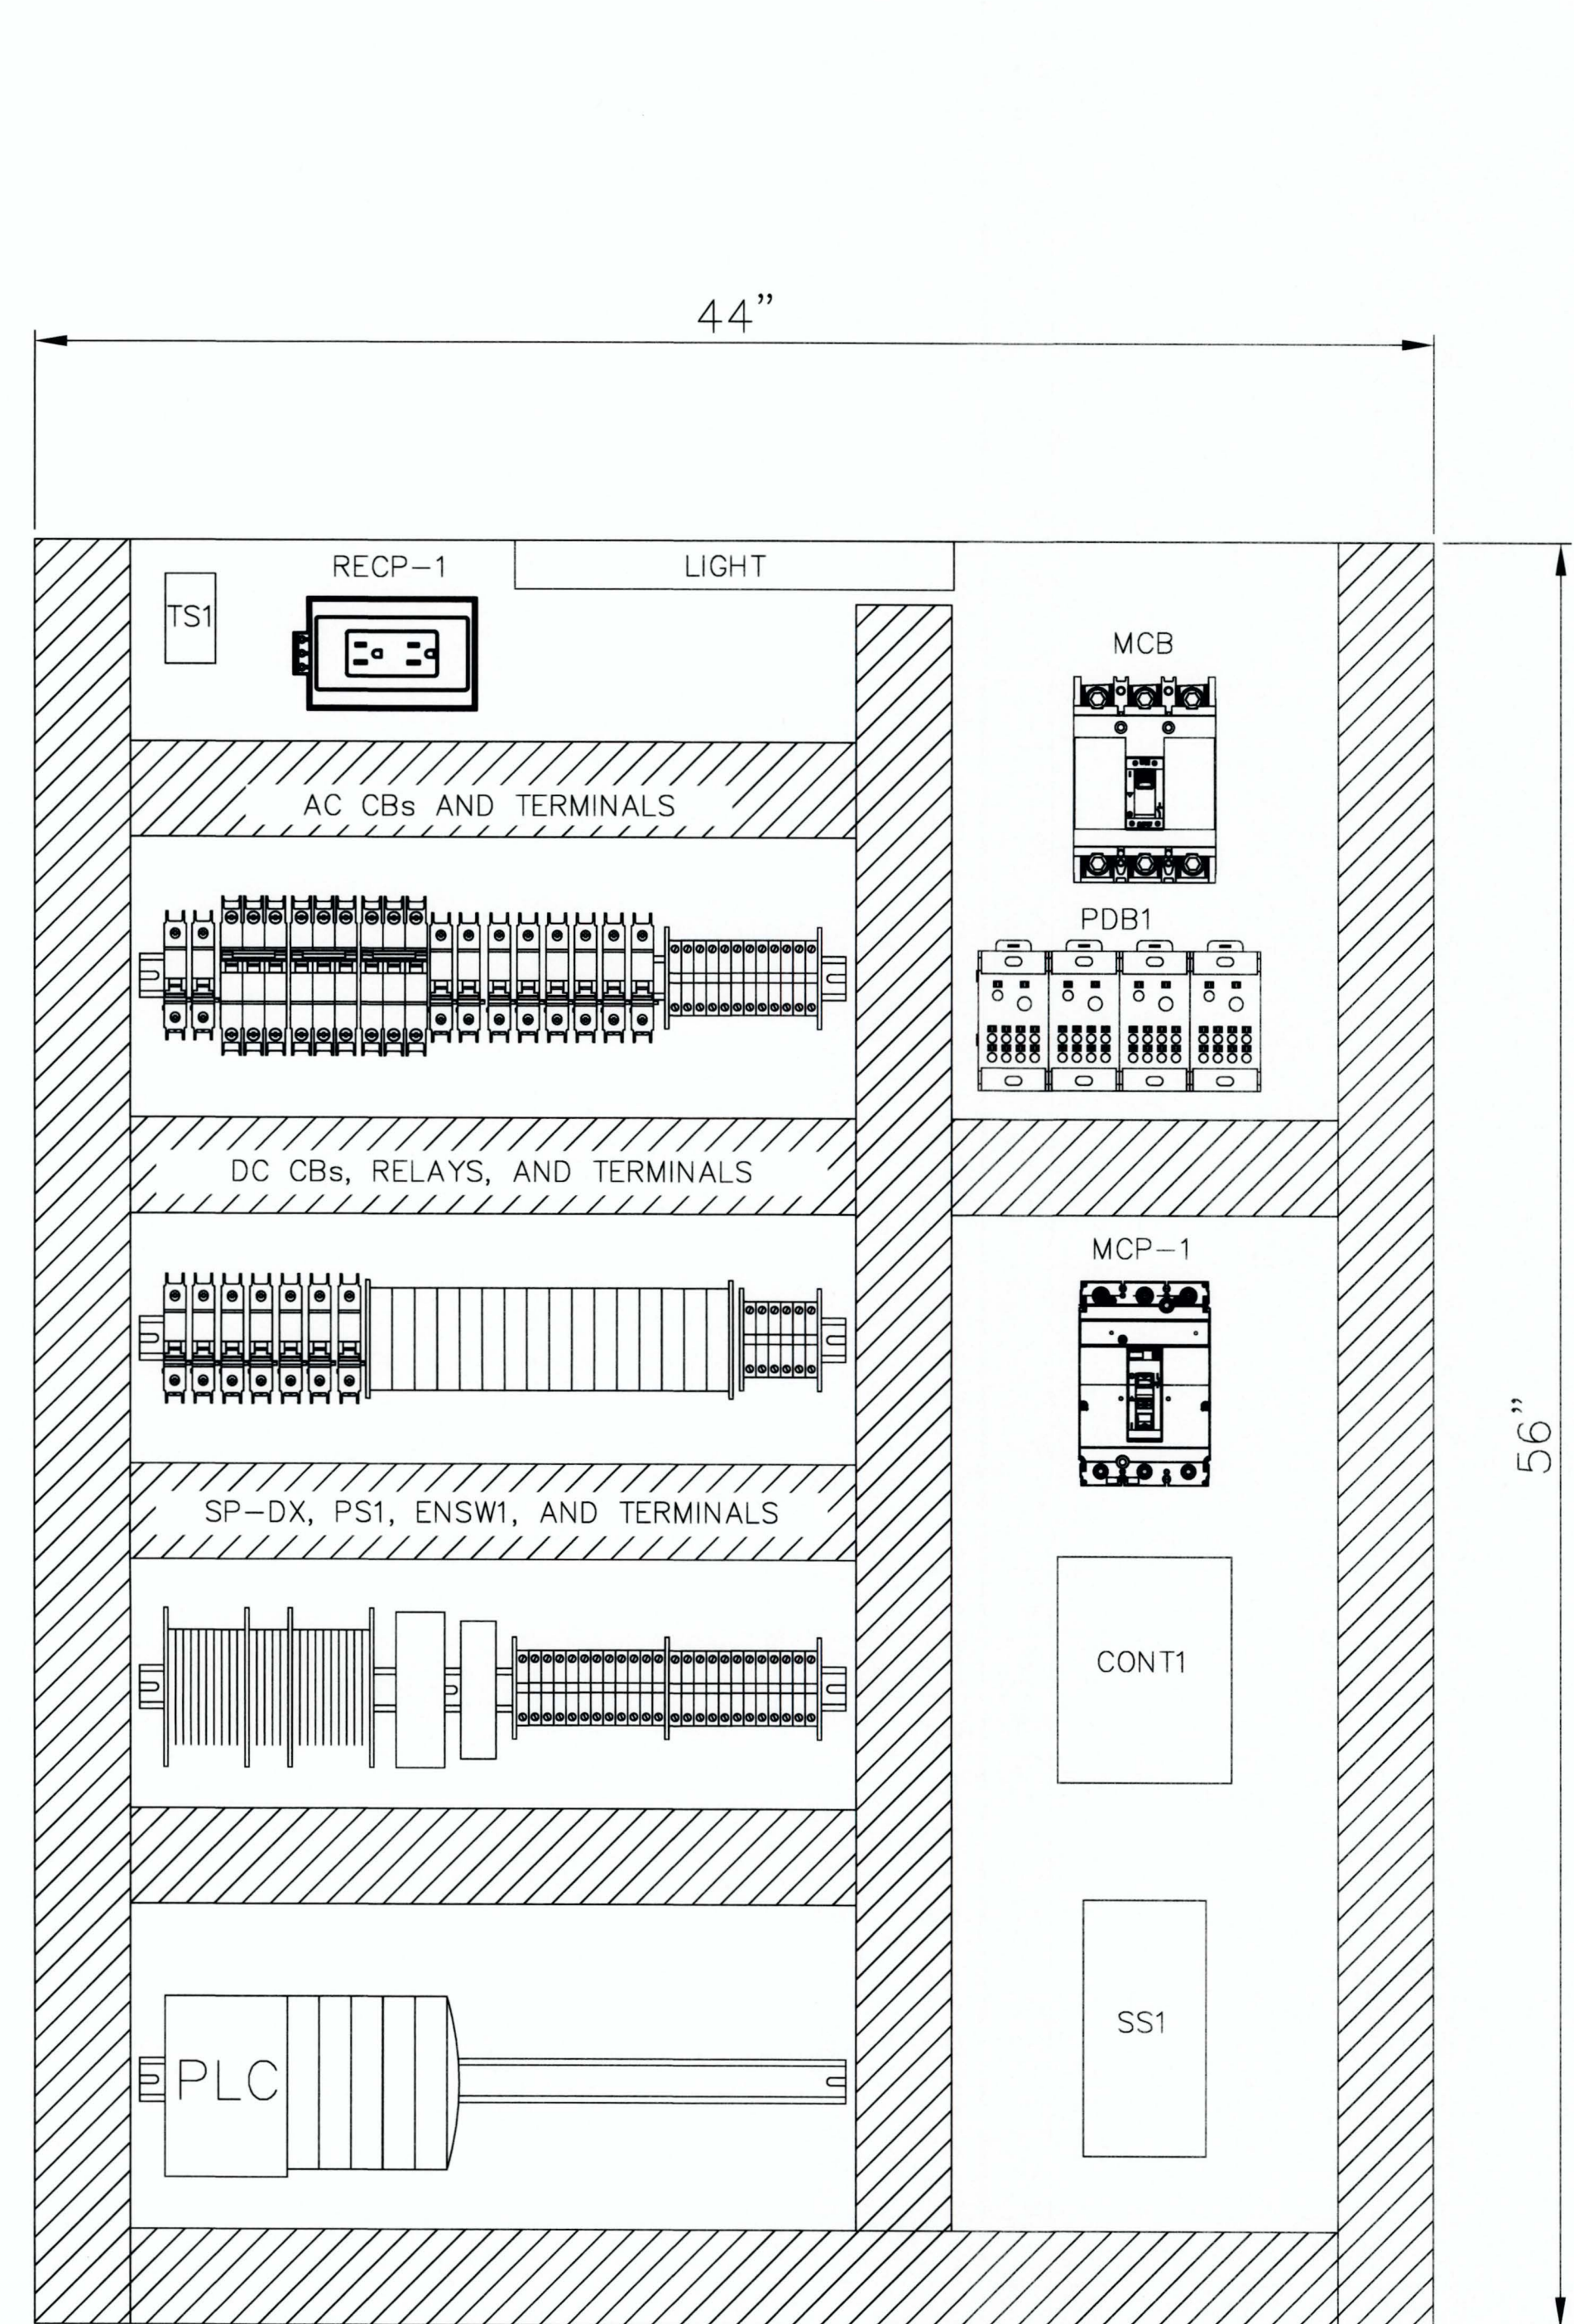 44"
RECP-1
LIGHT
TS1
MCB
AC CBs AND TERMINALS
PDB1
DC CBs, RELAYS, AND TERMINALS
MCP-1
56"
SP-DX, PS1, ENSW1, AND TERMINALS
CONT1
SS1
PLC